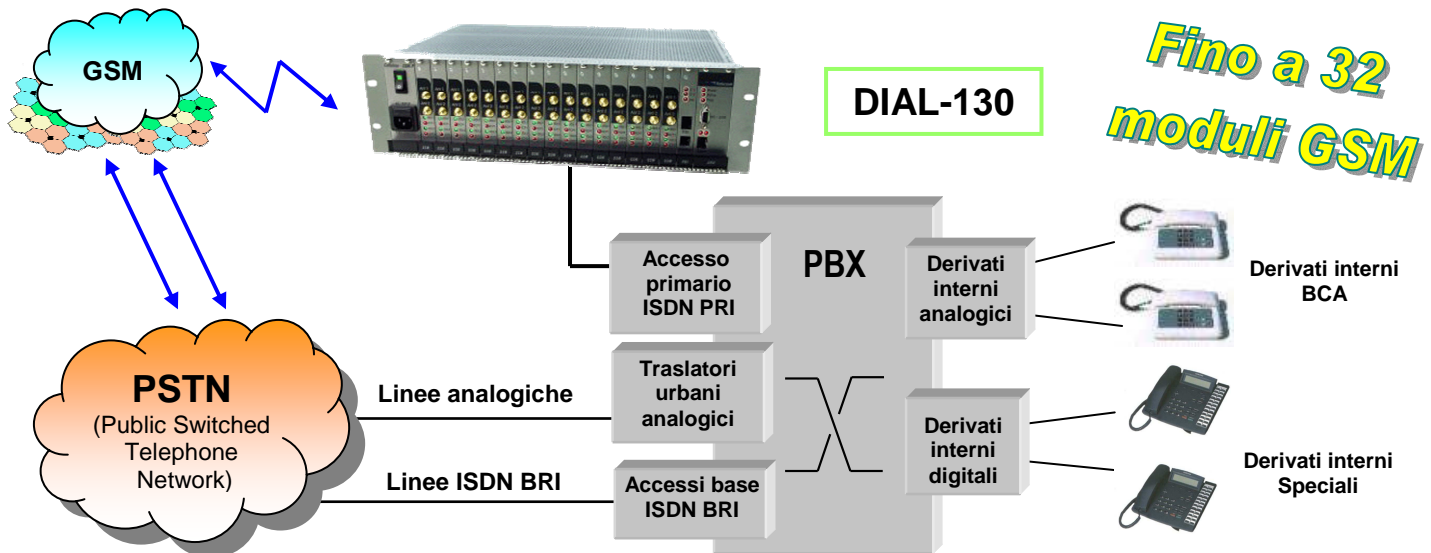 GSM
DIAL-130
Fino a 32
moduli GSM
Accesso
primario
ISDN PRI
PBX
Derivati
interni
analogici
Derivati interni
BCA
PSTN
(Public Switched
Telephone
Network)
Linee analogiche
Traslatori
urbani
analogici
Linee ISDN BRI
Accessi base
ISDN BRI
Derivati
interni
digitali
Derivati interni
Speciali